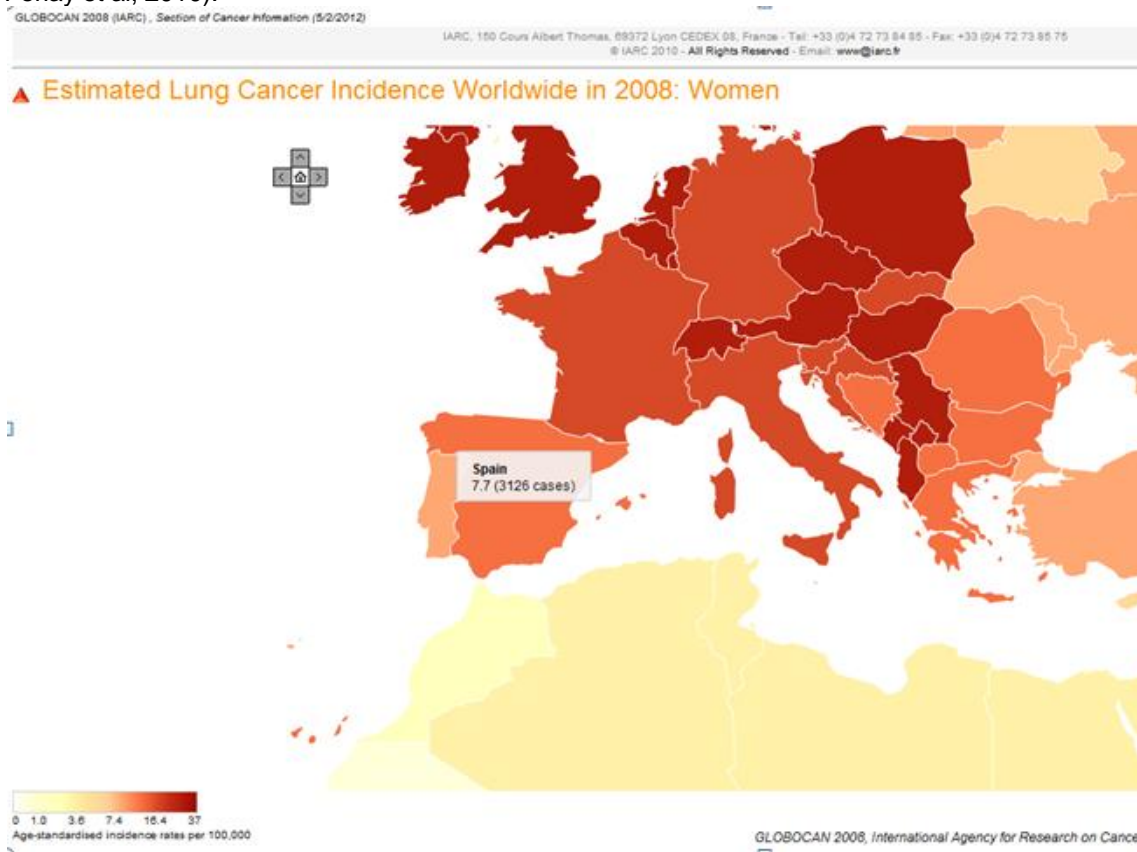 Ferlay et al, 2010).
GLOBOCAN 2008 (IARC) , Section of Cancer Information (5/2/2012)
IARC, 150 Cours Albert Thomas, 69372 Lyon CEDEX 08, France - Tel: +33 (0)4 72 73 84 85 - Fax: +33 (0)4 72 73 85 75
© IARC 2010 - All Rights Reserved - Email: www@iarc.fr
Estimated Lung Cancer Incidence Worldwide in 2008: Women
Spain
7.7 (3126 cases)
0 1.0 3.6 7.4 16.4 37
Age-standardised incidence rates per 100,000
GLOBOCAN 2008, International Agency for Research on Cance